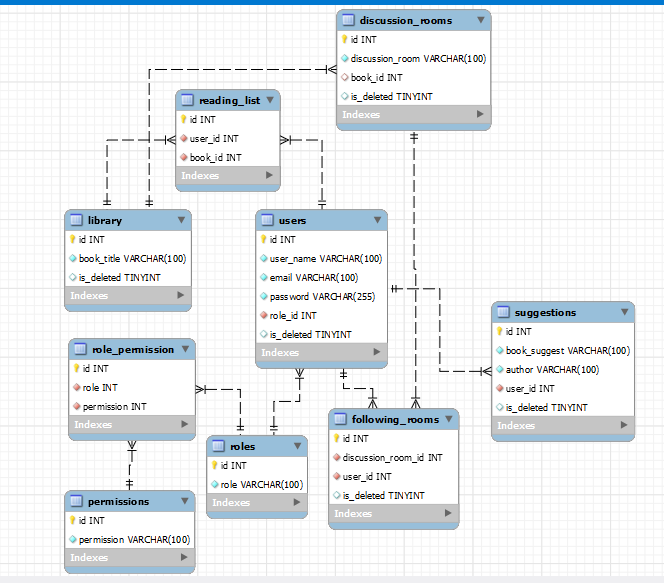 discussion_rooms
id INT
discussion_room VARCHAR(100)
book_id INT
is_deleted TINYINT
Indexes
reading_list
id INT
user_id INT
book_id INT
Indexes
library
id INT
book_title VARCHAR(100)
is_deleted TINYINT
Indexes
users
id INT
user_name VARCHAR(100)
email VARCHAR(100)
password VARCHAR(255)
role_id INT
is_deleted TINYINT
Indexes
suggestions
id INT
book_suggest VARCHAR(100)
author VARCHAR(100)
user_id INT
is_deleted TINYINT
Indexes
role_permission
id INT
role INT
permission INT
Indexes
roles
id INT
role VARCHAR(100)
Indexes
following_rooms
id INT
discussion_room_id INT
user_id INT
is_deleted TINYINT
Indexes
permissions
id INT
permission VARCHAR(100)
Indexes